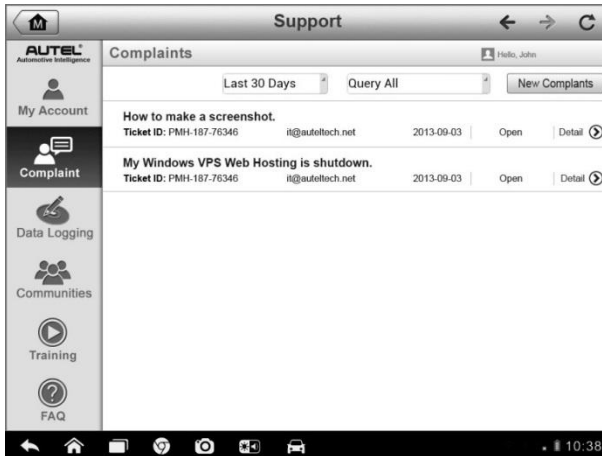 M
Support
AUTEL
Automotive Intelligence
Complaints
Hello, John
Last 30 Days
Query All
New Complants
My Account
Complaint
Data Logging
Communities
Training
FAQ
How to make a screenshot.
Ticket ID: PMH-187-76346 it@auteltech.net 2013-09-03 Open Detail
My Windows VPS Web Hosting is shutdown.
Ticket ID: PMH-187-76346 it@auteltech.net 2013-09-03 Open Detail
10:38